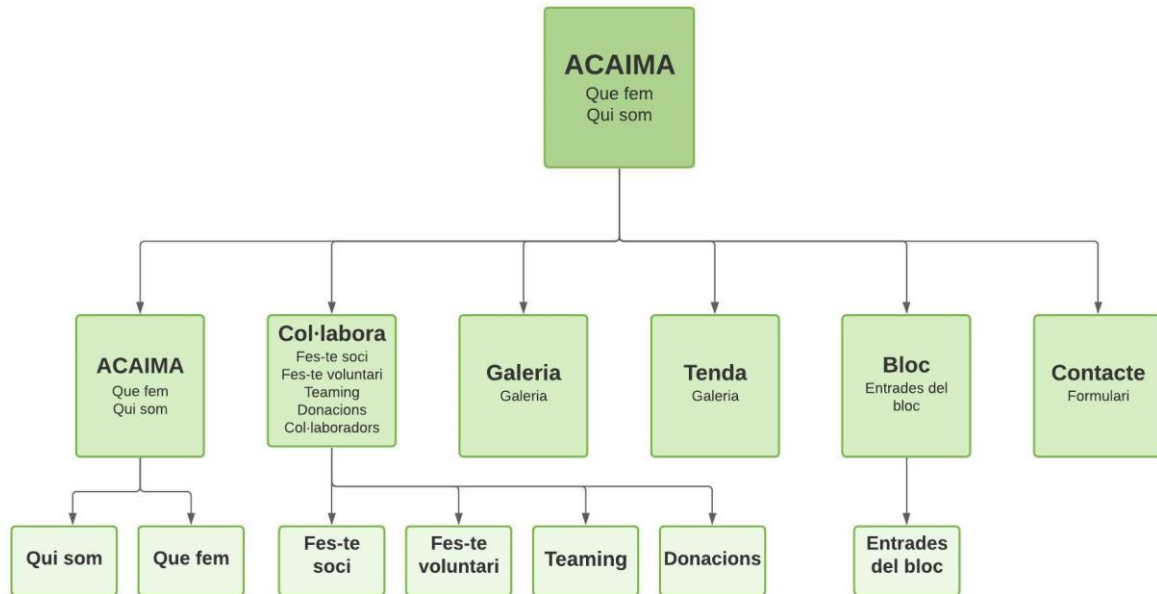 ACAIMA
Que fem
Qui som
ACAIMA
Que fem
Qui som
Col·labora
Fes-te soci
Fes-te voluntari
Teaming
Donacions
Col·laboradors
Galeria
Galeria
Tenda
Galeria
Bloc
Entrades del
bloc
Contacte
Formulari
Qui som
Que fem
Fes-te
soci
Fes-te
voluntari
Teaming
Donacions
Entrades
del bloc